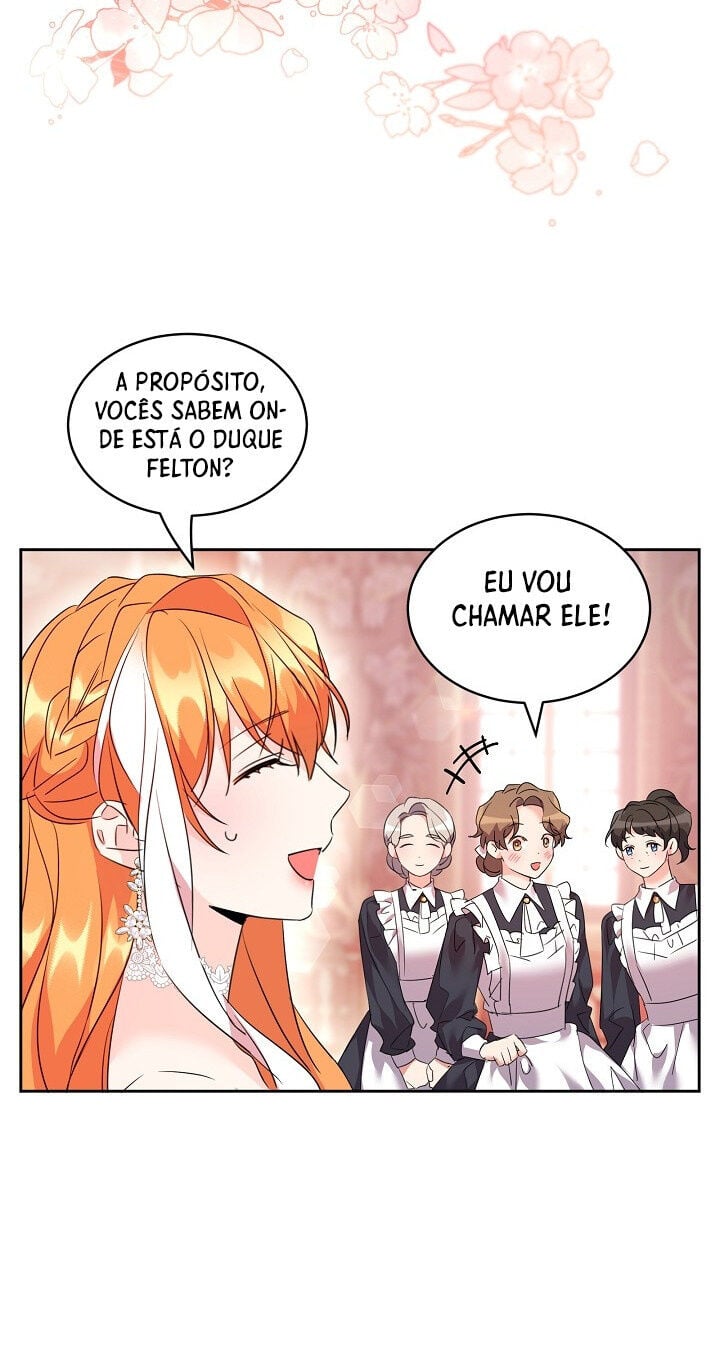 A PROPÓSITO,
VOCÊS SABEM ON-
DE ESTÁ O DUQUE
FELTON?
EU VOU
CHAMAR ELE!